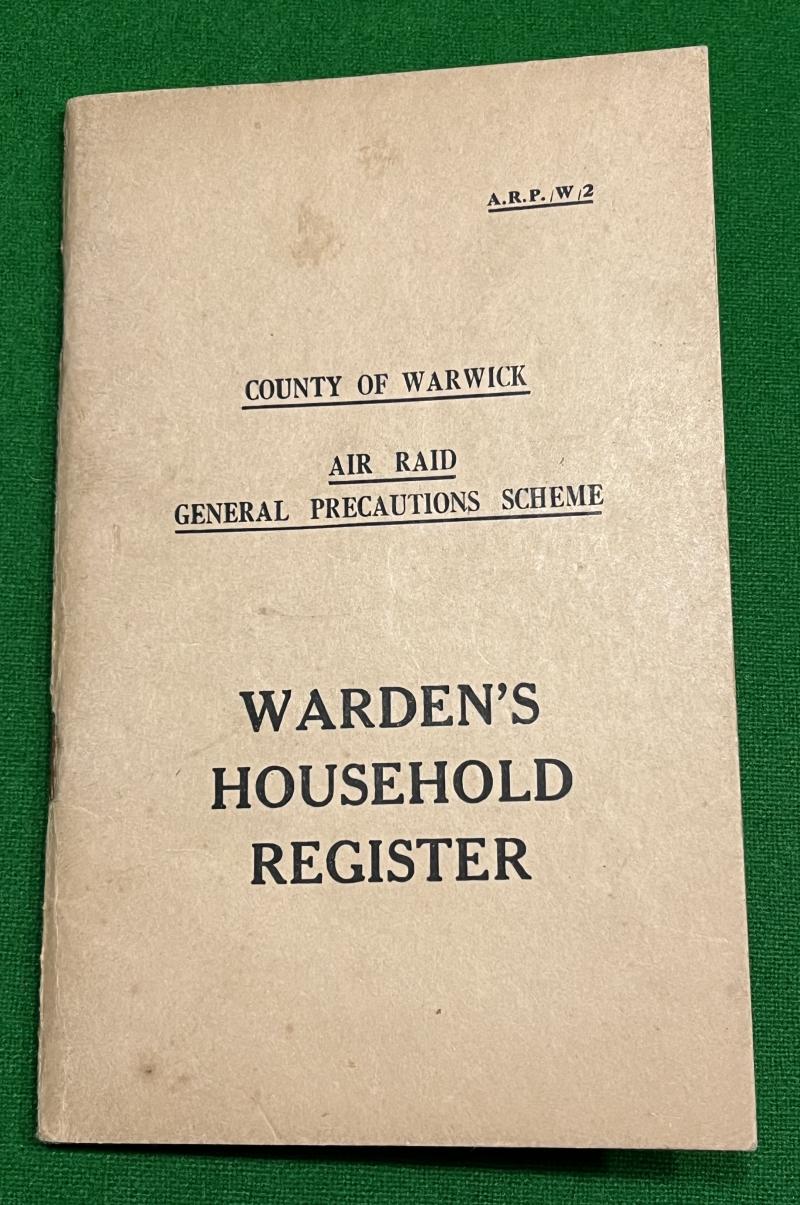 A.R.P./W/2
COUNTY OF WARWICK
AIR RAID
GENERAL PRECAUTIONS SCHEME
WARDEN'S
HOUSEHOLD
REGISTER